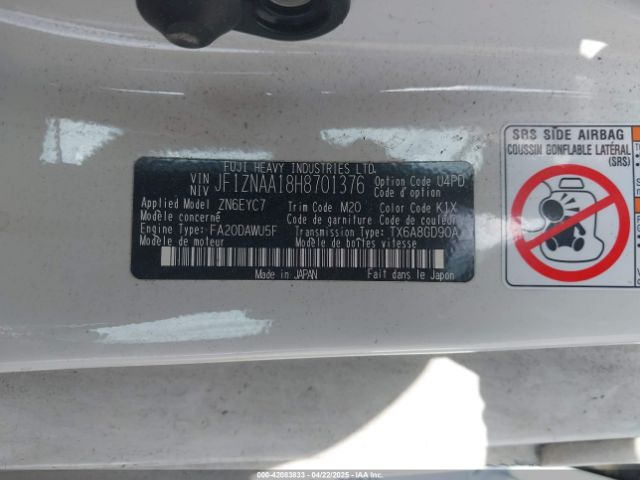 FUJI HEAVY INDUSTRIES LTD.
VIN
NIV
JF1ZNAA18H8701376
Option Code U4PD
Code d'option
Applied Model ZN6EYC7 Trim Code M20 Color Code K1X
Modèle concerné Code de garniture Code de couleur
Engine Type: FA20DAWU5F Transmission Type: TX6A8GD90A
Modèle de moteur Modèle de boîtes vitesse
Made in JAPAN Fait dans le Japon
SRS SIDE AIRBAG
COUSSIN GONFLABLE LATÉRAL
(SRS)
000-42083833 - 04/22/2025 - IAAI.COM